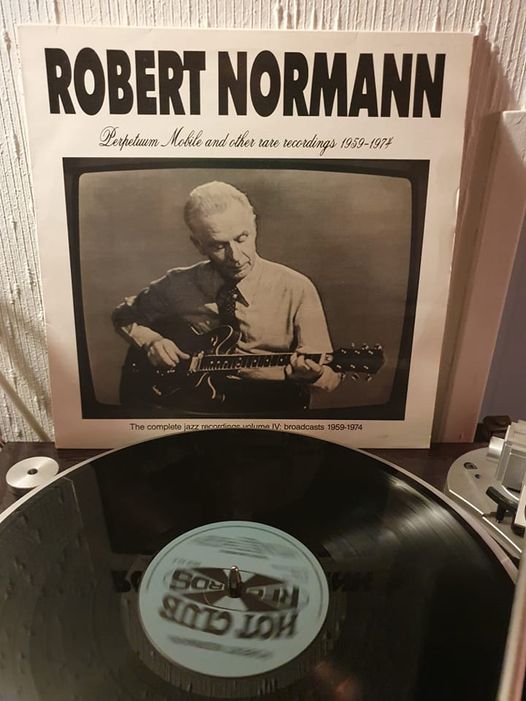 ROBERT NORMANN
Perpetuum Mobile and other rare recordings 1959-1974
The complete jazz recordings volume IV: broadcasts 1959-1974
RECORDS
HOT CLUB